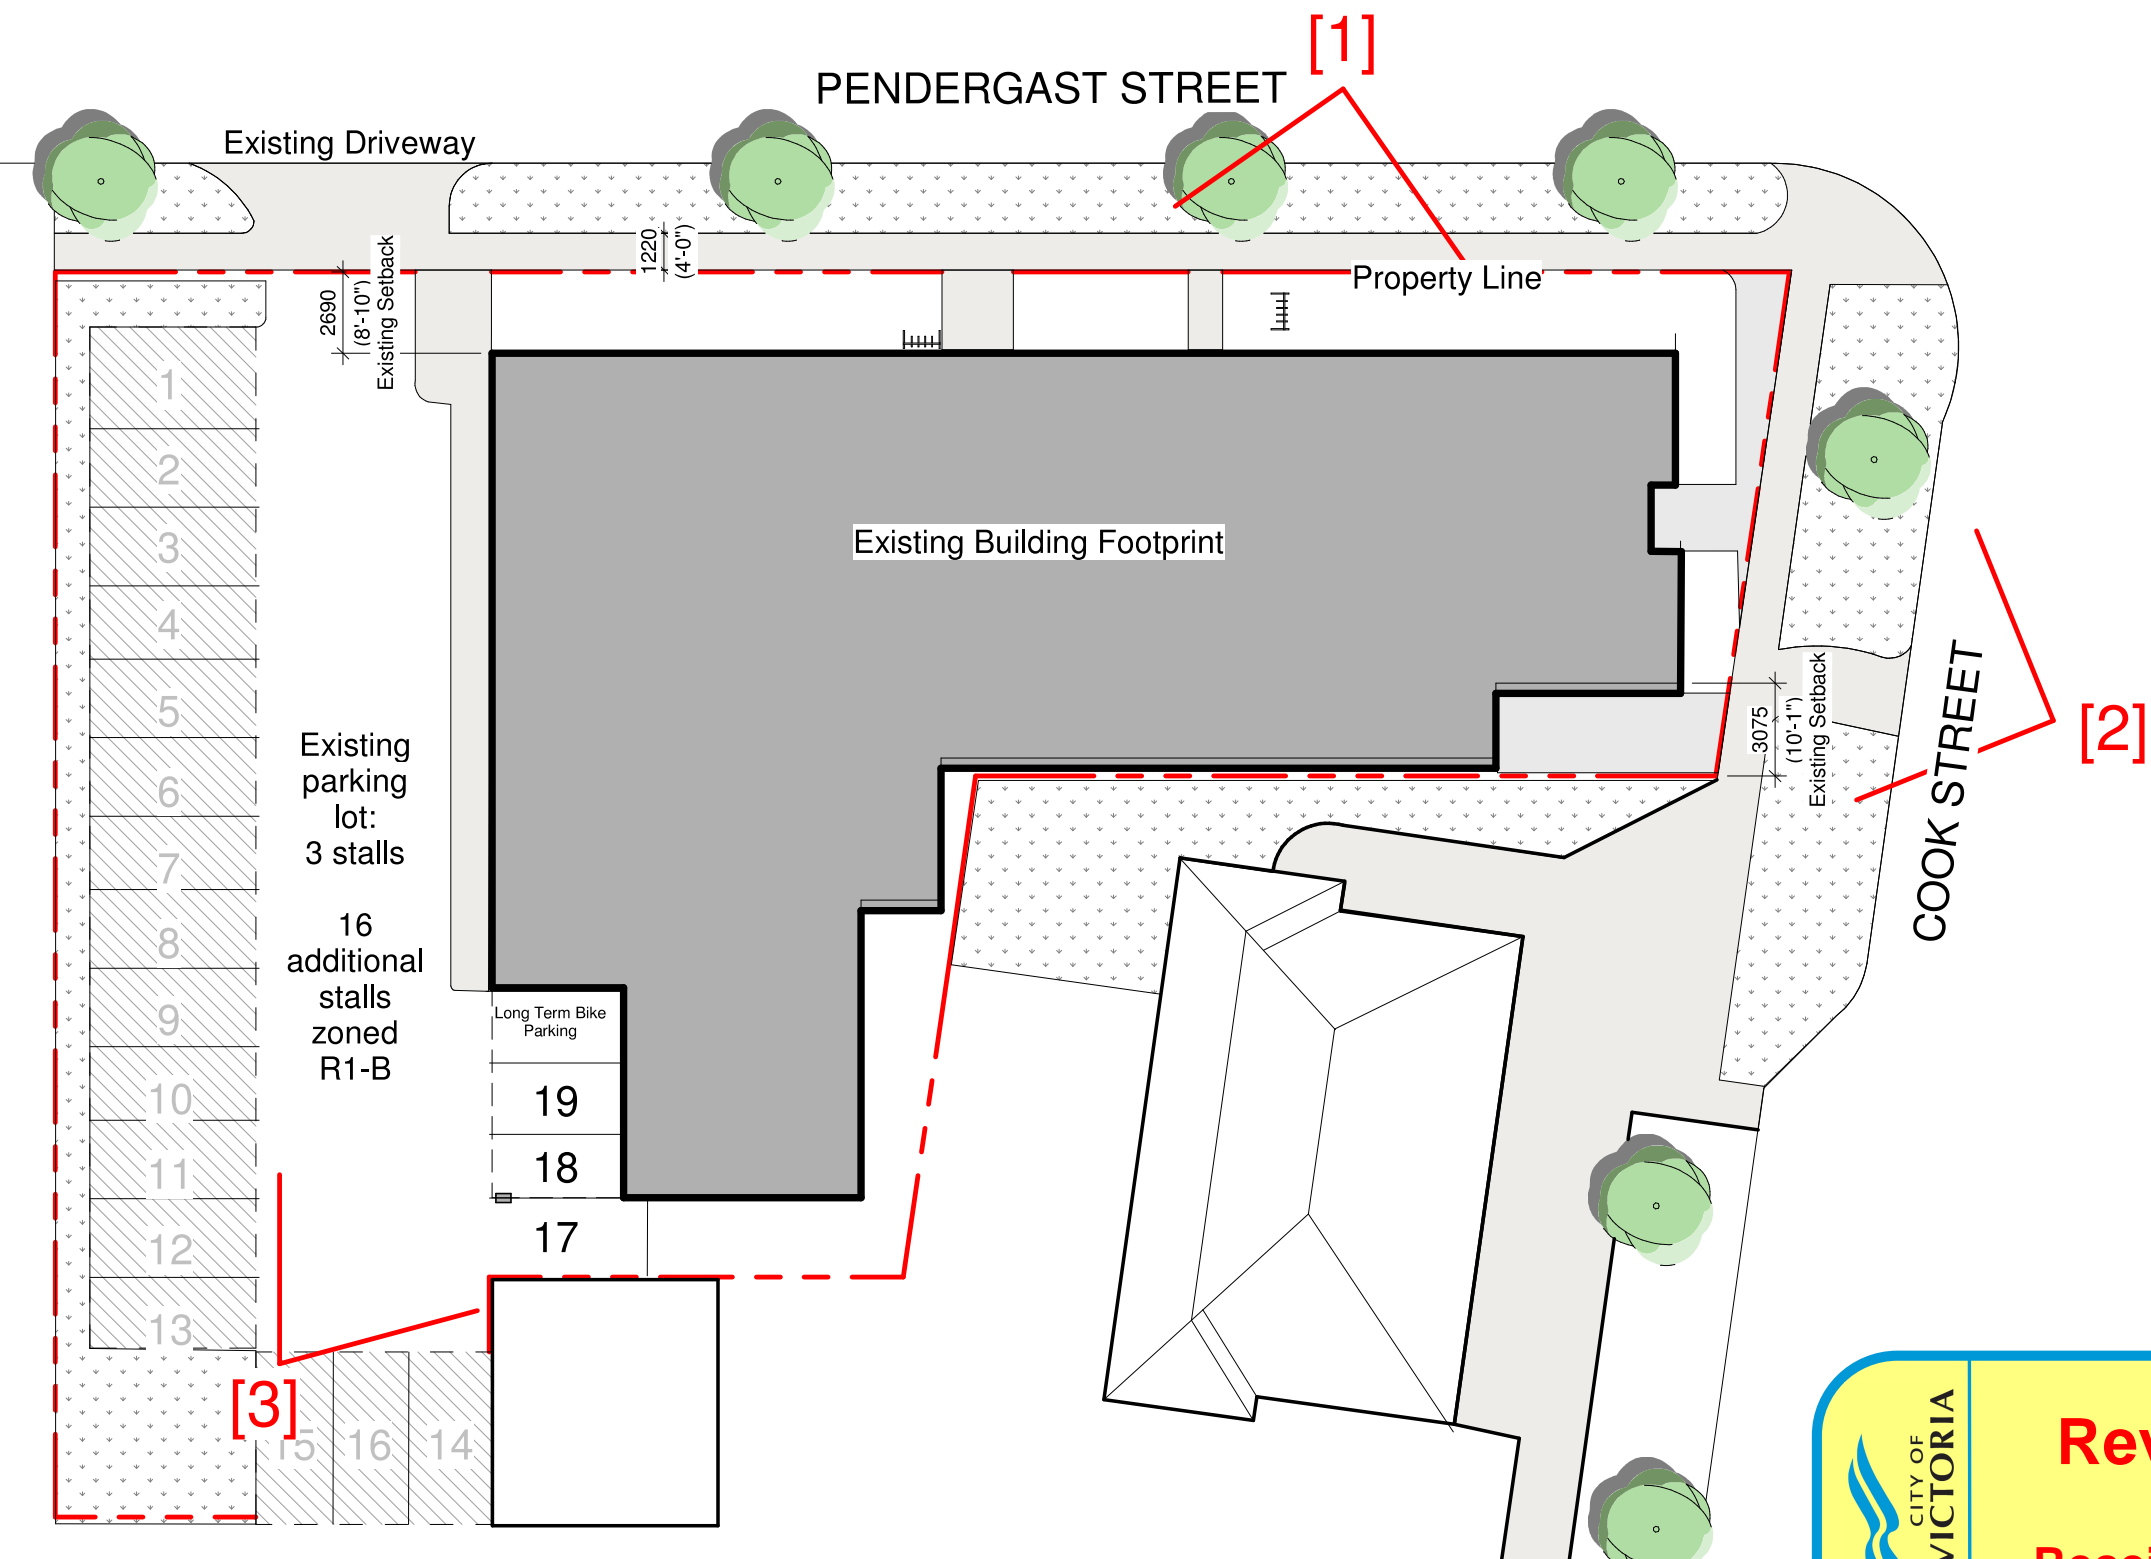 [1]
PENDERGAST STREET
Existing Driveway
1220
(4'-0")
2690
(8'-10")
Existing Setback
Property Line
1
2
3
4
5
6
7
8
9
10
11
12
13
Existing Building Footprint
Existing
parking
lot:
3 stalls
16
additional
stalls
zoned
R1-B
3075
(10'-1")
Existing Setback
COOK STREET
[2]
Long Term Bike
Parking
19
18
17
[3]
15
16
14
CITY OF
VICTORIA